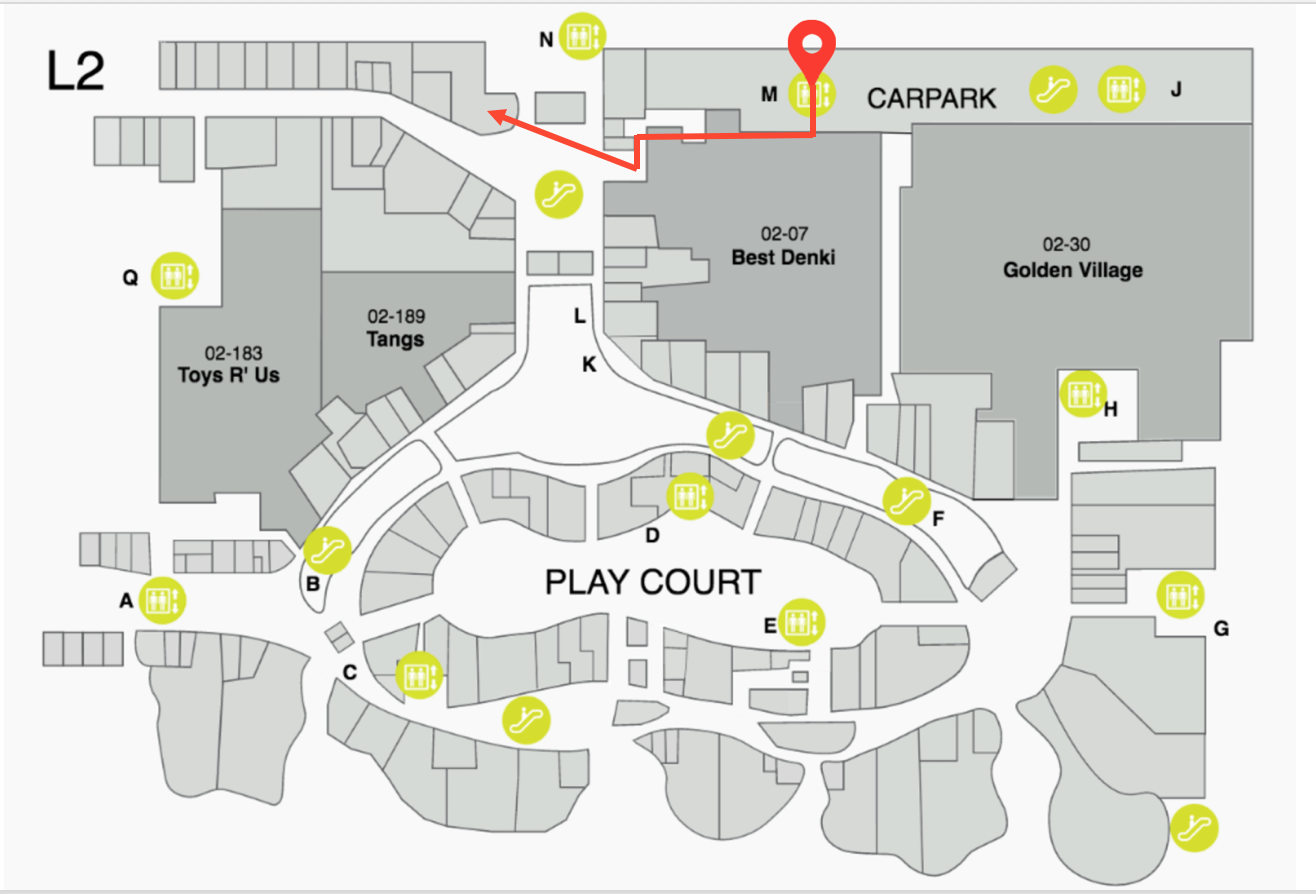 L2
N
M
CARPARK
J
02-07
Best Denki
02-30
Golden Village
Q
02-189
Tangs
L
02-183
Toys R' Us
K
H
F
D
B
PLAY COURT
A
E
G
C